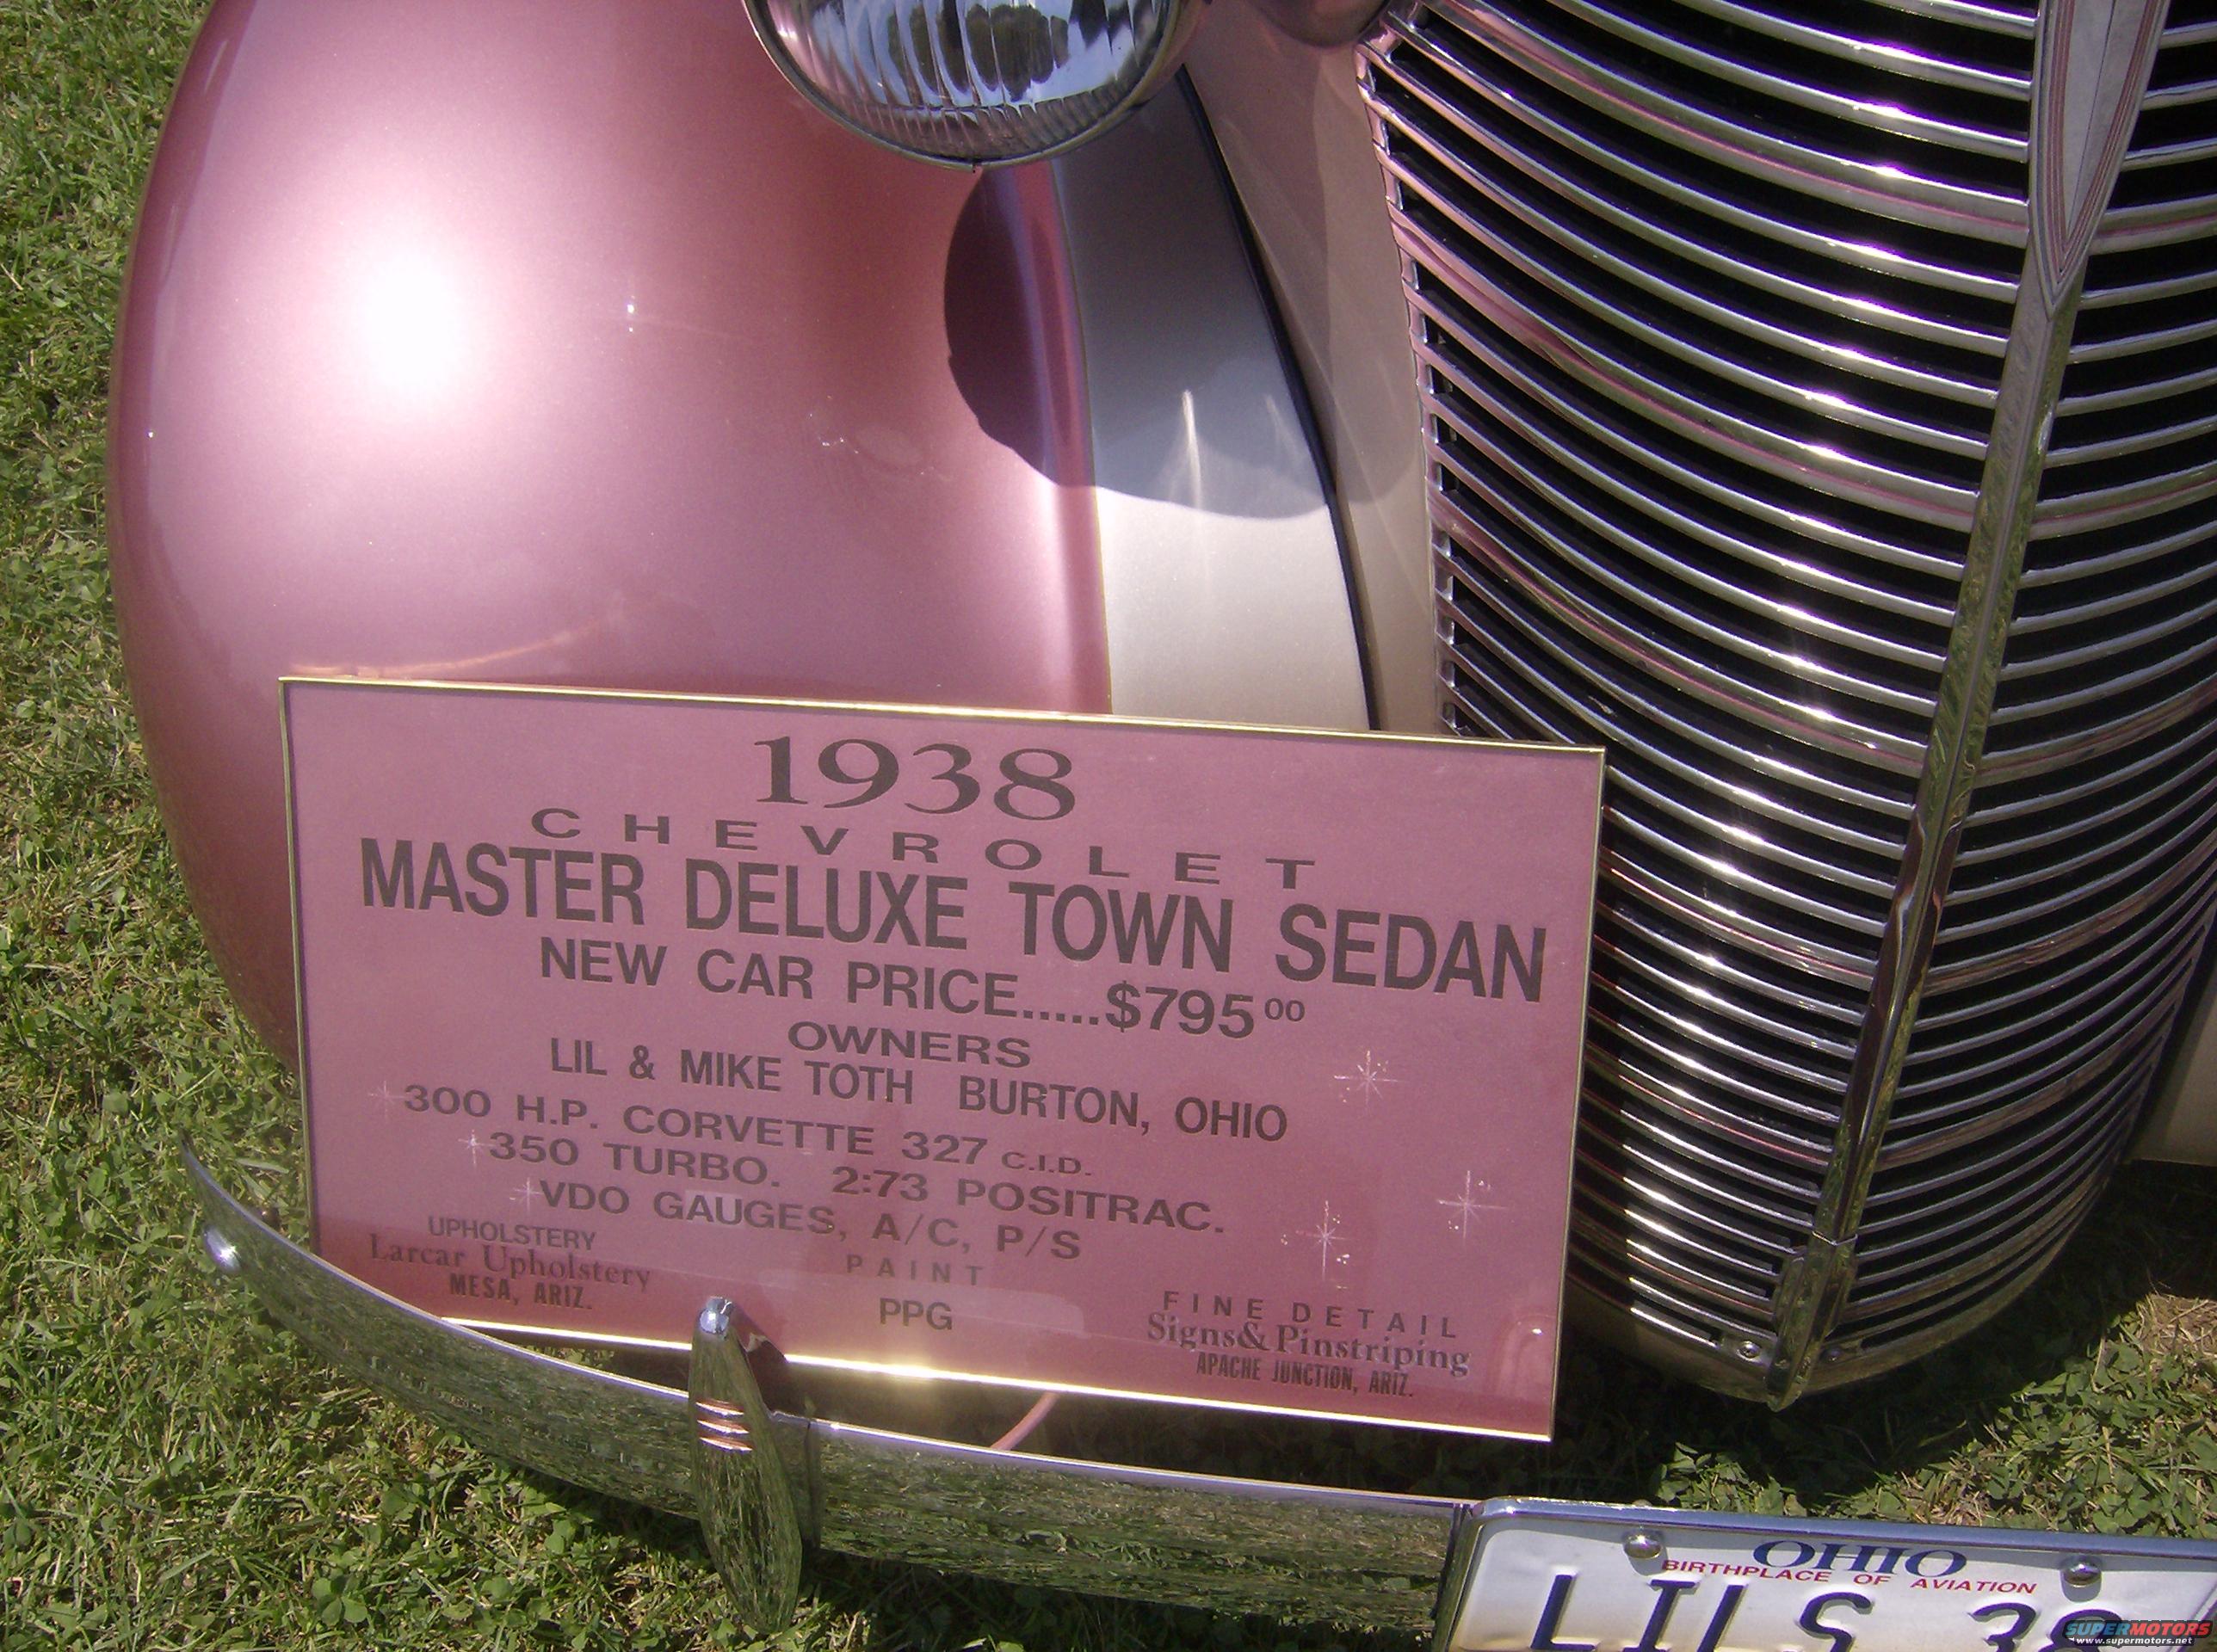 1938
CHEVROLET
MASTER DELUXE TOWN SEDAN
NEW CAR PRICE.....$795⁰⁰
OWNERS
LIL & MIKE TOTH BURTON, OHIO
300 H.P. CORVETTE 327 C.I.D.
350 TURBO. 2:73 POSITRAC.
VDO GAUGES, A/C, P/S
UPHOLSTERY
Larcar Upholstery
MESA, ARIZ.
PAINT
PPG
FINE DETAIL
Signs&Pinstriping
APACHE JUNCTION, ARIZ.
OHIO
BIRTHPLACE OF AVIATION
LIL S
SUPERMOTORS
www.supermotors.net